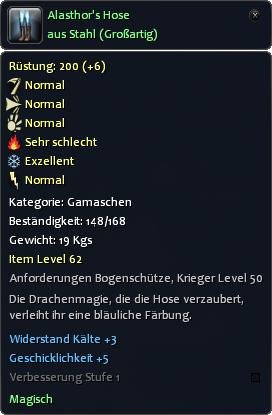 Alasthor's Hose
aus Stahl (Großartig)
Rüstung: 200 (+6)
Normal
Normal
Normal
Sehr schlecht
Exzellent
Normal
Kategorie: Gamaschen
Beständigkeit: 148/168
Gewicht: 19 Kgs
Item Level 62
Anforderungen Bogenschütze, Krieger Level 50
Die Drachenmagie, die die Hose verzaubert,
verleiht ihr eine bläuliche Färbung.
Widerstand Kälte +3
Geschicklichkeit +5
Verbesserung Stufe 1
Magisch